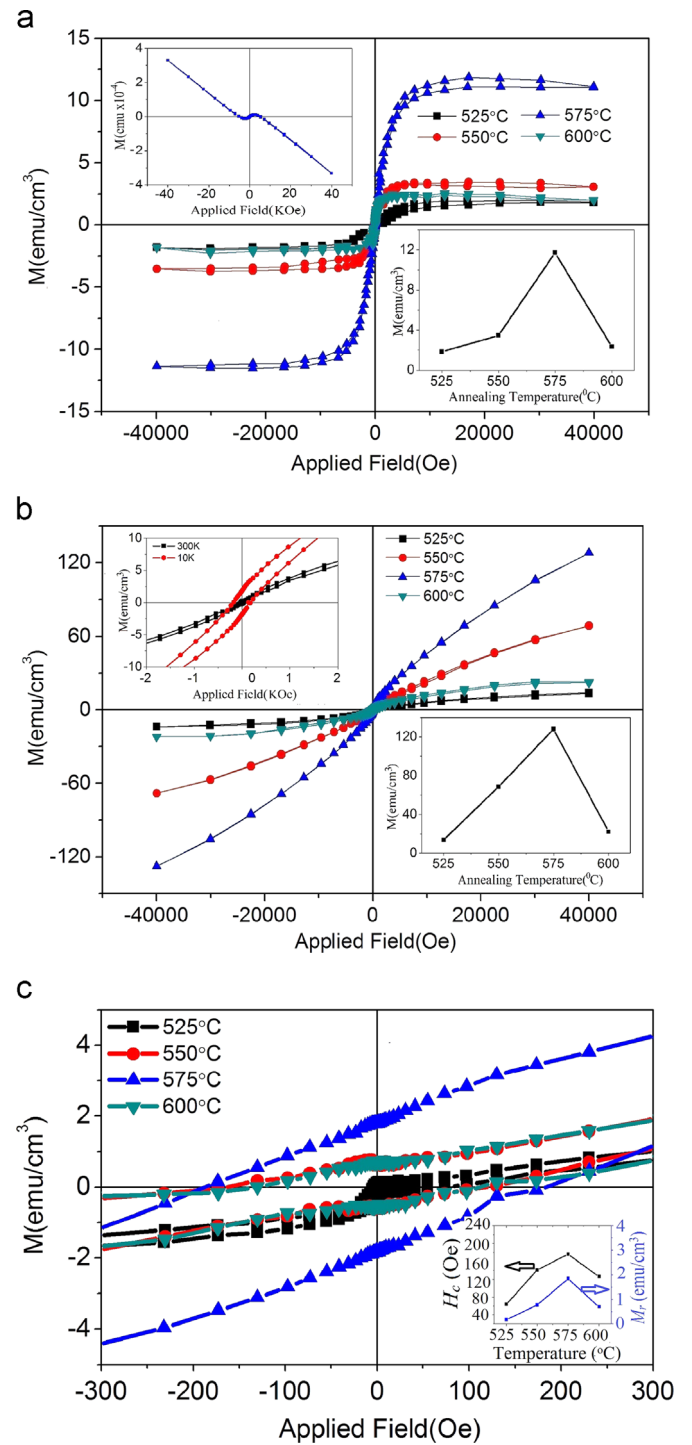 a
15
10
5
0
-5
-10
-15
M(emu/cm³)
-40000 -20000 0 20000 40000
Applied Field(Oe)
525°C 575°C
550°C 600°C
4
2
0
-2
-4
M(emu x10⁻⁴)
-40 -20 0 20 40
Applied Field(KOe)
12
8
4
0
M(emu/cm³)
525 550 575 600
Annealing Temperature(⁰C)
b
120
60
0
-60
-120
M(emu/cm³)
-40000 -20000 0 20000 40000
Applied Field(Oe)
525°C
550°C
575°C
600°C
300K
10K
10
5
0
-5
-10
M(emu/cm³)
-2 -1 0 1 2
Applied Field(KOe)
120
80
40
0
M(emu/cm³)
525 550 575 600
Annealing Temperature(⁰C)
c
4
2
0
-2
-4
M(emu/cm³)
-300 -200 -100 0 100 200 300
Applied Field(Oe)
525°C
550°C
575°C
600°C
240
200
160
120
80
40
H_c (Oe)
4
3
2
1
0
M_r (emu/cm³)
525 550 575 600
Temperature (°C)